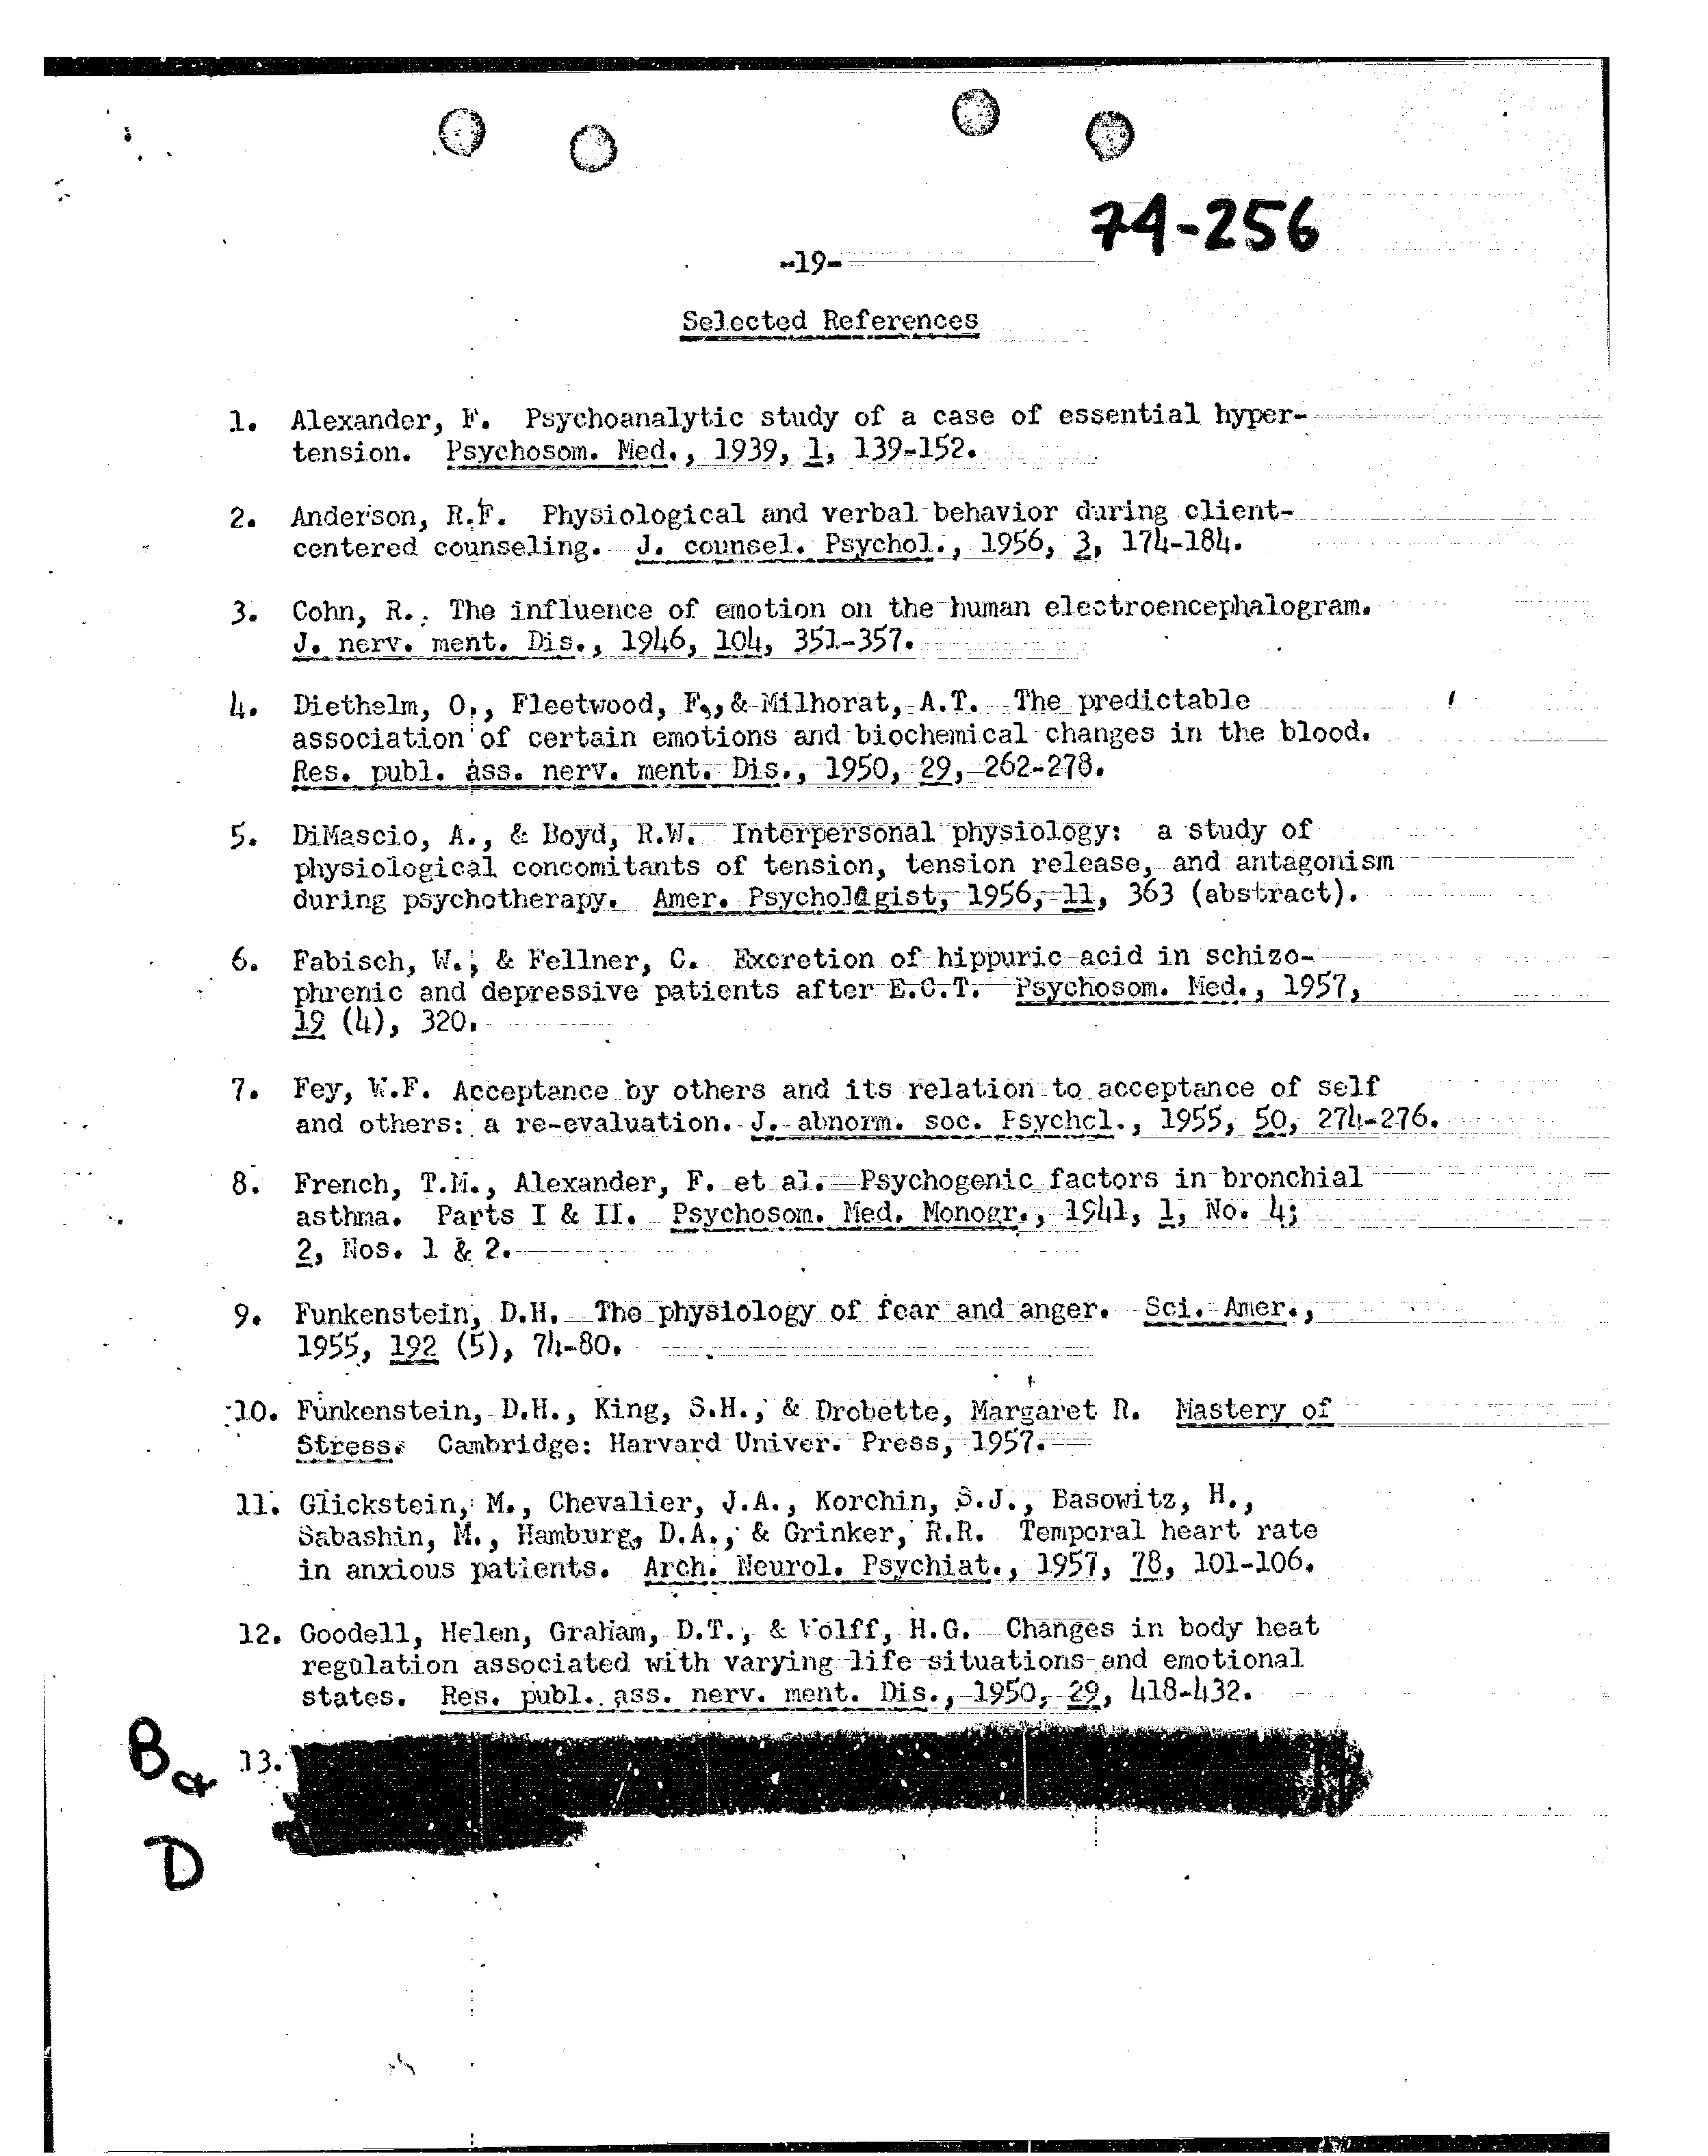 74-256
-19-
Selected References
1. Alexander, F. Psychoanalytic study of a case of essential hyper-
tension. Psychosom. Med., 1939, 1, 139-152.
2. Anderson, R.F. Physiological and verbal behavior during client-
centered counseling. J. counsel. Psychol., 1956, 3, 174-184.
3. Cohn, R. The influence of emotion on the human electroencephalogram.
J. nerv. ment. Dis., 1946, 104, 351-357.
4. Diethelm, O., Fleetwood, F., & Milhorat, A.T. The predictable
association of certain emotions and biochemical changes in the blood.
Res. publ. ass. nerv. ment. Dis., 1950, 29, 262-278.
5. DiMascio, A., & Boyd, R.W. Interpersonal physiology: a study of
physiological concomitants of tension, tension release, and antagonism
during psychotherapy. Amer. Psychologist, 1956, 11, 363 (abstract).
6. Fabisch, W., & Fellner, C. Excretion of hippuric acid in schizo-
phrenic and depressive patients after E.C.T. Psychosom. Med., 1957,
19 (4), 320.
7. Fey, W.F. Acceptance by others and its relation to acceptance of self
and others: a re-evaluation. J. abnorm. soc. Psychol., 1955, 50, 274-276.
8. French, T.M., Alexander, F. et al. Psychogenic factors in bronchial
asthma. Parts I & II. Psychosom. Med. Monogr., 1941, 1, No. 4;
2, Nos. 1 & 2.
9. Funkenstein, D.H. The physiology of fear and anger. Sci. Amer.,
1955, 192 (5), 74-80.
10. Funkenstein, D.H., King, S.H., & Drobette, Margaret R. Mastery of
Stress. Cambridge: Harvard Univer. Press, 1957.
11. Glickstein, M., Chevalier, J.A., Korchin, S.J., Basowitz, H.,
Sabashin, M., Hamburg, D.A., & Grinker, R.R. Temporal heart rate
in anxious patients. Arch. Neurol. Psychiat., 1957, 78, 101-106.
12. Goodell, Helen, Graham, D.T., & Wolff, H.G. Changes in body heat
regulation associated with varying life situations and emotional
states. Res. publ. ass. nerv. ment. Dis., 1950, 29, 418-432.
B &
13.
D